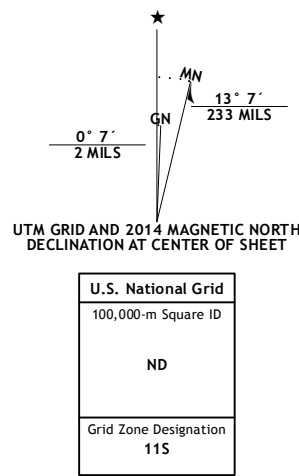 ★
MN
GN
13° 7´
233 MILS
0° 7´
2 MILS
UTM GRID AND 2014 MAGNETIC NORTH
DECLINATION AT CENTER OF SHEET
U.S. National Grid
100,000-m Square ID
ND
Grid Zone Designation
11S